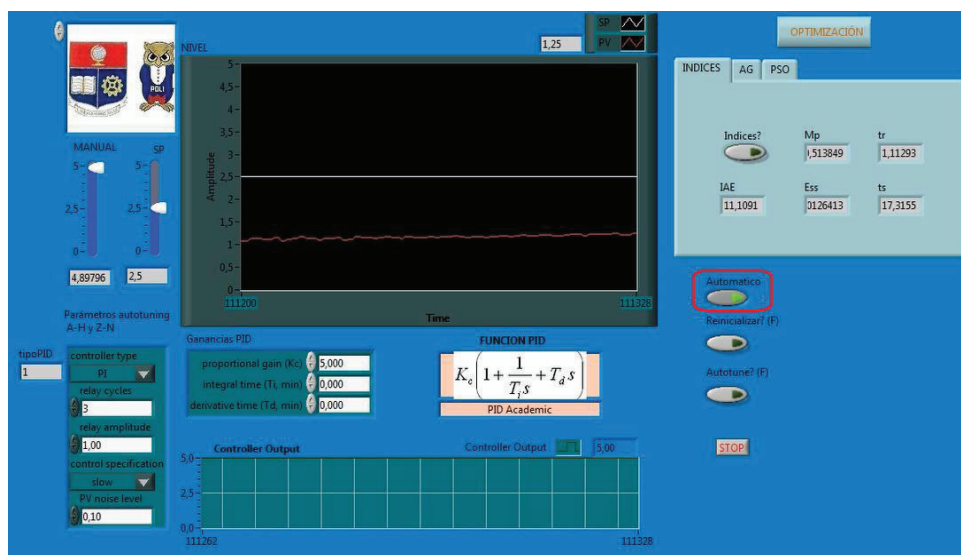 POLI
NIVEL
1,25
SP
PV
OPTIMIZACIÓN
INDICES AG PSO
Indices?
Mp
tr
,513849
1,11293
IAE
Ess
ts
11,1091
0126413
17,3155
MANUAL
SP
5
2,5
0
5
2,5
0
4,89796
2,5
Amplitude
5
4,5
4
3,5
3
2,5
2
1,5
1
0,5
0
111200
111328
Time
Automatico
Reinicializar? (F)
Autotune? (F)
STOP
Parámetros autotuning
A-H y Z-N
tipoPID
1
controller type
PI
relay cycles
3
relay amplitude
1,00
control specification
slow
PV noise level
0,10
Ganancias PID
proportional gain (Kc) 5,000
integral time (Ti, min) 0,000
derivative time (Td, min) 0,000
FUNCION PID
K_c(1 + 1/(T_i s) + T_d s)
PID Academic
Controller Output
Controller Output
5,00
5,0
2,5
0,0
111262
111328